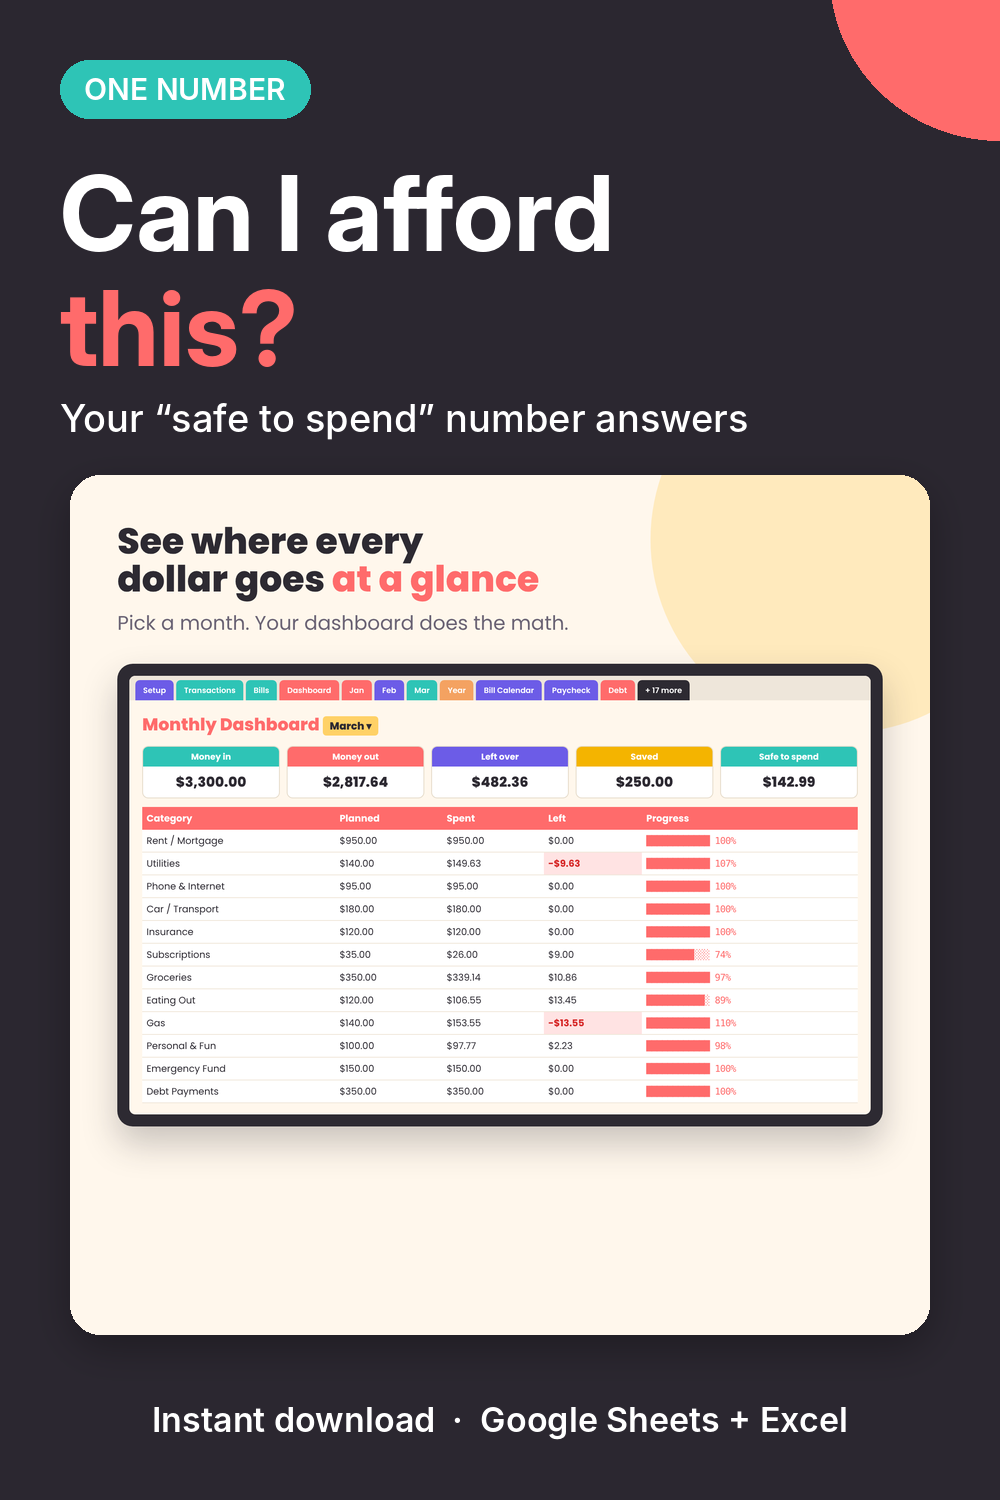 ONE NUMBER
Can I afford
this?
Your “safe to spend” number answers
See where every
dollar goes at a glance
Pick a month. Your dashboard does the math.
Setup Transactions Bills Dashboard Jan Feb Mar Year Bill Calendar Paycheck Debt + 17 more
Monthly Dashboard March ▾
Money in Money out Left over Saved Safe to spend
$3,300.00 $2,817.64 $482.36 $250.00 $142.99
Category Planned Spent Left Progress
Rent / Mortgage $950.00 $950.00 $0.00 100%
Utilities $140.00 $149.63 -$9.63 107%
Phone & Internet $95.00 $95.00 $0.00 100%
Car / Transport $180.00 $180.00 $0.00 100%
Insurance $120.00 $120.00 $0.00 100%
Subscriptions $35.00 $26.00 $9.00 74%
Groceries $350.00 $339.14 $10.86 97%
Eating Out $120.00 $106.55 $13.45 89%
Gas $140.00 $153.55 -$13.55 110%
Personal & Fun $100.00 $97.77 $2.23 98%
Emergency Fund $150.00 $150.00 $0.00 100%
Debt Payments $350.00 $350.00 $0.00 100%
Instant download · Google Sheets + Excel